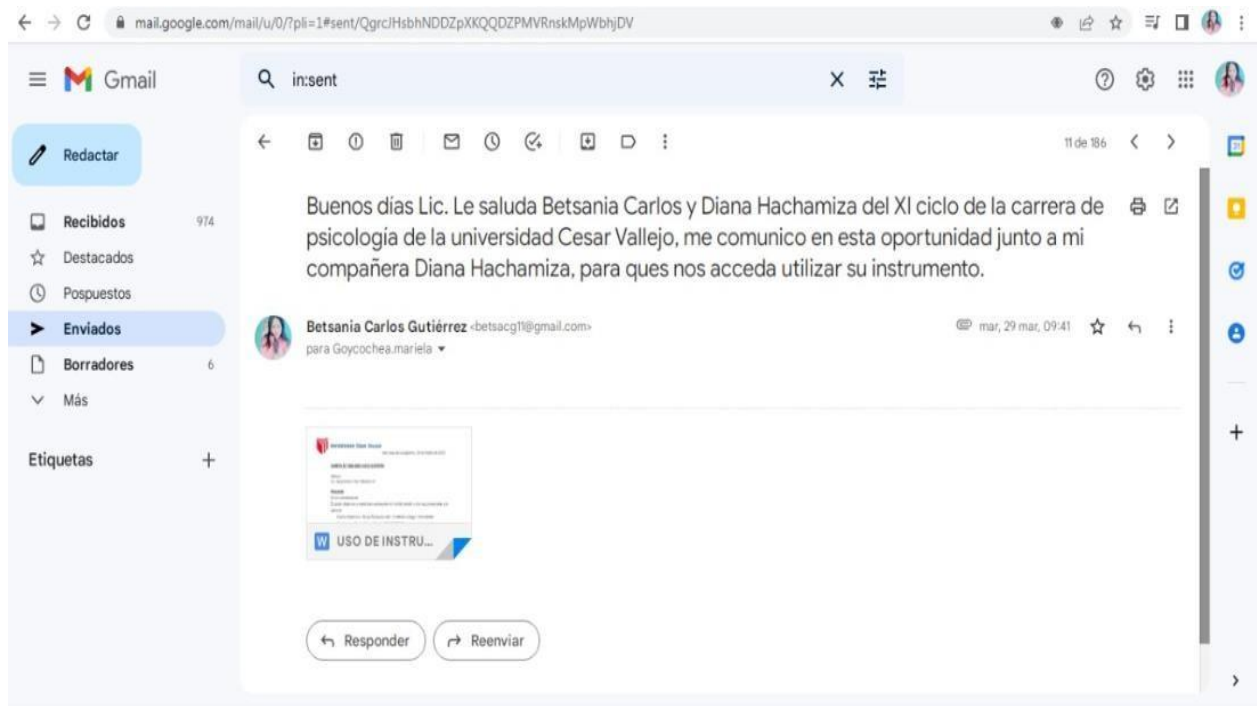 mail.google.com/mail/u/0/?pli=1#sent/QgrcJHsbhNDDZpXKQQDZPMVRnskMpWbhjDV
Gmail
in:sent
Redactar
11 de 186
Recibidos 974
Destacados
Pospuestos
Enviados
Borradores 6
Más
Etiquetas
Buenos días Lic. Le saluda Betsania Carlos y Diana Hachamiza del XI ciclo de la carrera de
psicología de la universidad Cesar Vallejo, me comunico en esta oportunidad junto a mi
compañera Diana Hachamiza, para ques nos acceda utilizar su instrumento.
Betsania Carlos Gutiérrez <betsacg11@gmail.com>
mar, 29 mar, 09:41
para Goycochea.mariela
W USO DE INSTRU...
Responder
Reenviar